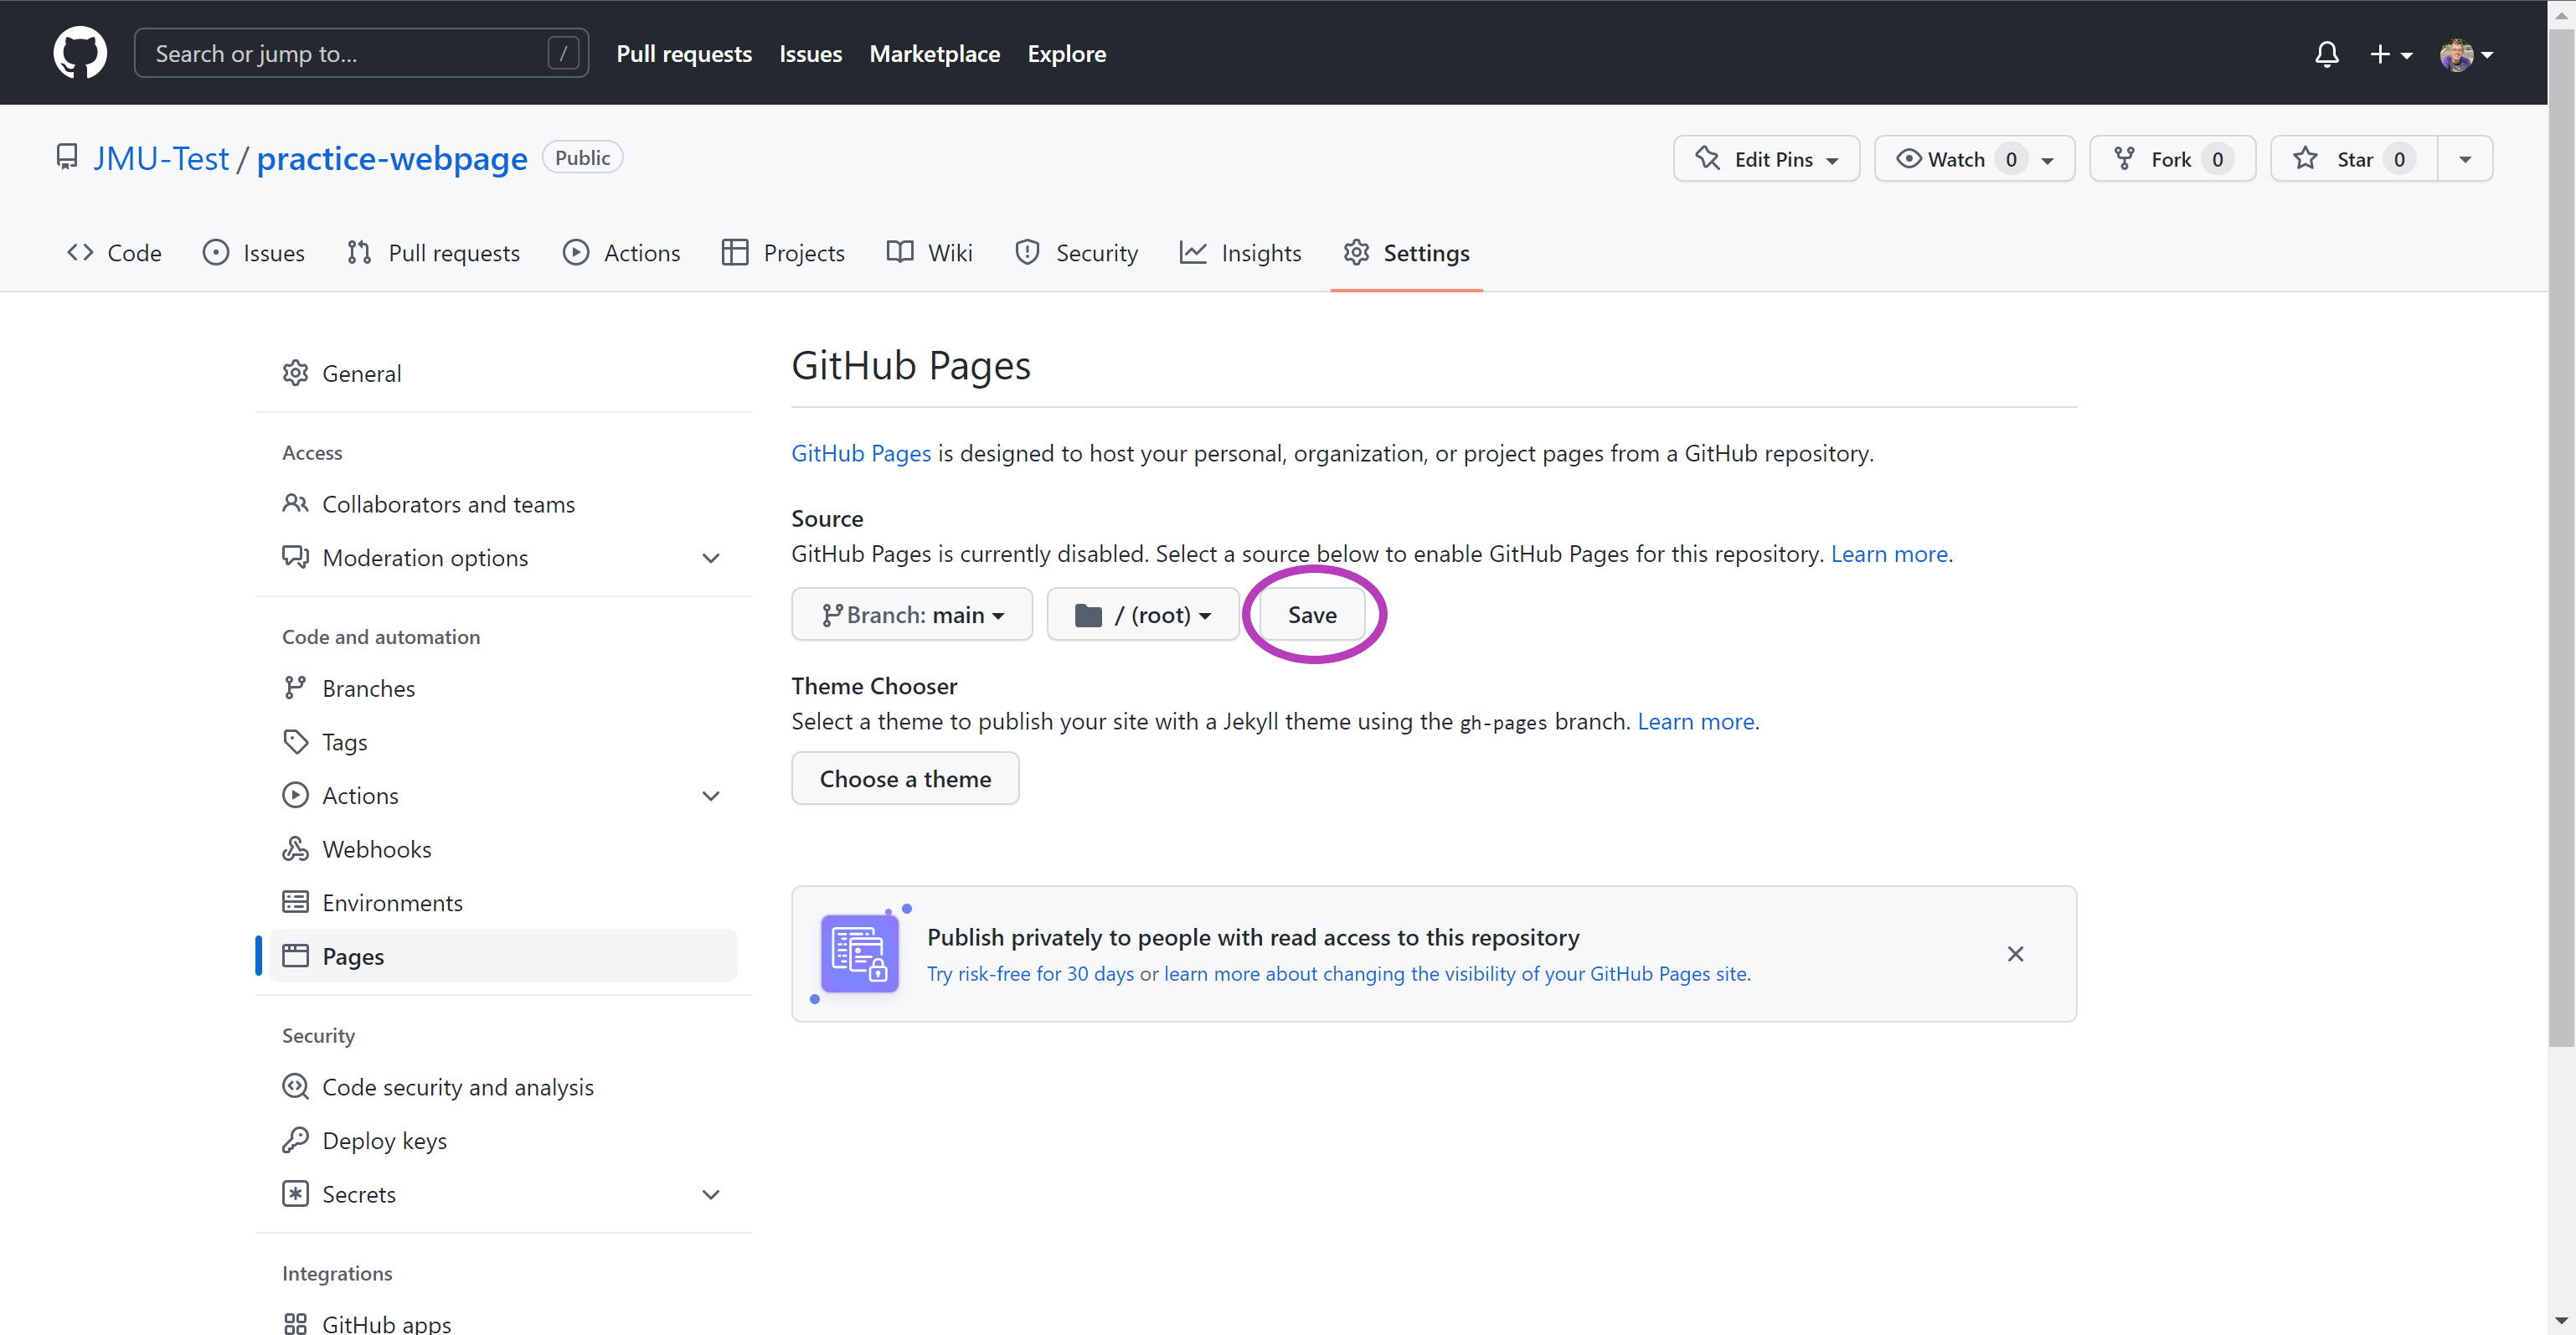 Search or jump to... / Pull requests Issues Marketplace Explore
JMU-Test / practice-webpage Public Edit Pins Watch 0 Fork 0 Star 0
Code Issues Pull requests Actions Projects Wiki Security Insights Settings
General
Access
Collaborators and teams
Moderation options
Code and automation
Branches
Tags
Actions
Webhooks
Environments
Pages
Security
Code security and analysis
Deploy keys
Secrets
Integrations
GitHub apps
GitHub Pages
GitHub Pages is designed to host your personal, organization, or project pages from a GitHub repository.
Source
GitHub Pages is currently disabled. Select a source below to enable GitHub Pages for this repository. Learn more.
Branch: main / (root) Save
Theme Chooser
Select a theme to publish your site with a Jekyll theme using the gh-pages branch. Learn more.
Choose a theme
Publish privately to people with read access to this repository
Try risk-free for 30 days or learn more about changing the visibility of your GitHub Pages site.